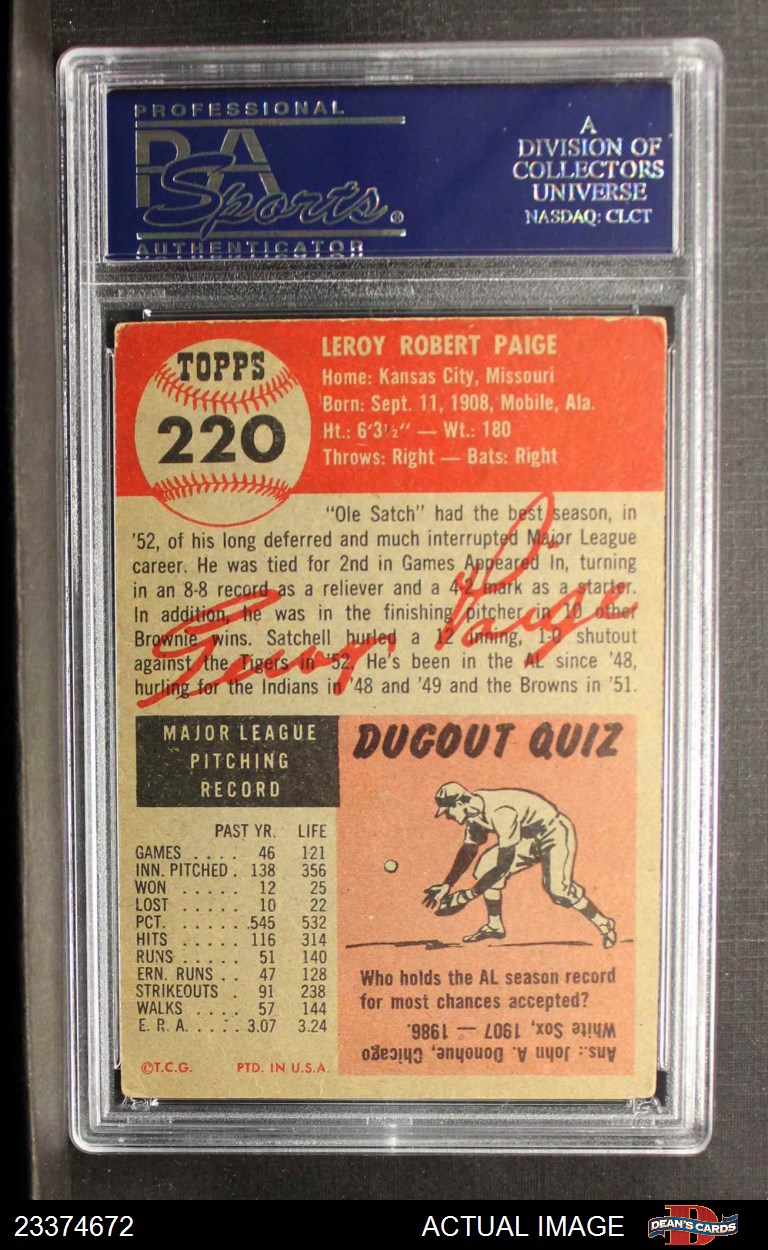 PROFESSIONAL
PSA
Sports®
AUTHENTICATOR
A
DIVISION OF
COLLECTORS
UNIVERSE
NASDAQ: CLCT
TOPPS
220
LEROY ROBERT PAIGE
Home: Kansas City, Missouri
Born: Sept. 11, 1908, Mobile, Ala.
Ht.: 6'3½" — Wt.: 180
Throws: Right — Bats: Right
"Ole Satch" had the best season, in
'52, of his long deferred and much interrupted Major League
career. He was tied for 2nd in Games Appeared In, turning
in an 8-8 record as a reliever and a 4-2 mark as a starter.
In addition, he was in the finishing pitcher in 10 other
Brownie wins. Satchell hurled a 12 inning, 1-0 shutout
against the Tigers in '52. He's been in the AL since '48,
hurling for the Indians in '48 and '49 and the Browns in '51.
MAJOR LEAGUE
PITCHING
RECORD
PAST YR. LIFE
GAMES . . . . 46 121
INN. PITCHED . 138 356
WON . . . . . 12 25
LOST . . . . . 10 22
PCT. . . . . . .545 532
HITS . . . . . 116 314
RUNS . . . . . 51 140
ERN. RUNS . . 47 128
STRIKEOUTS . 91 238
WALKS . . . . 57 144
E. R. A. . . . . 3.07 3.24
©T.C.G. PTD. IN U.S.A.
DUGOUT QUIZ
Who holds the AL season record
for most chances accepted?
Ans.: John A. Donohue, Chicago
White Sox, 1907 — 1986.
23374672
ACTUAL IMAGE
DEAN'S CARDS